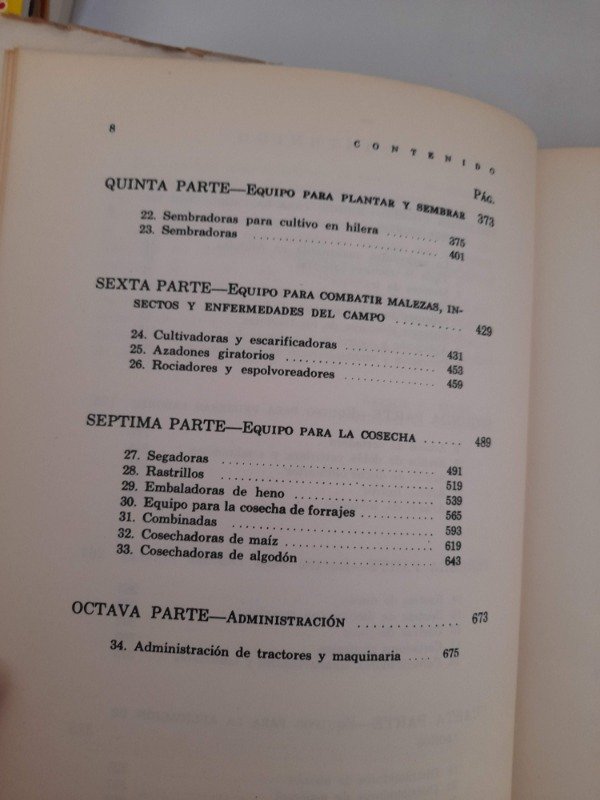 8
CONTENIDO
PÁG.
QUINTA PARTE—EQUIPO PARA PLANTAR Y SEMBRAR 373
22. Sembradoras para cultivo en hilera ........ 375
23. Sembradoras .................... 401
SEXTA PARTE—EQUIPO PARA COMBATIR MALEZAS, IN-
SECTOS Y ENFERMEDADES DEL CAMPO .......... 429
24. Cultivadoras y escarificadoras ............ 431
25. Azadones giratorios .................. 453
26. Rociadores y espolvoreadores ............ 459
SEPTIMA PARTE—EQUIPO PARA LA COSECHA ...... 489
27. Segadoras ........................ 491
28. Rastrillos ........................ 519
29. Embaladoras de heno ................ 539
30. Equipo para la cosecha de forrajes ........ 565
31. Combinadas ...................... 593
32. Cosechadoras de maíz ................ 619
33. Cosechadoras de algodón .............. 643
OCTAVA PARTE—ADMINISTRACIÓN ............ 673
34. Administración de tractores y maquinaria .... 675